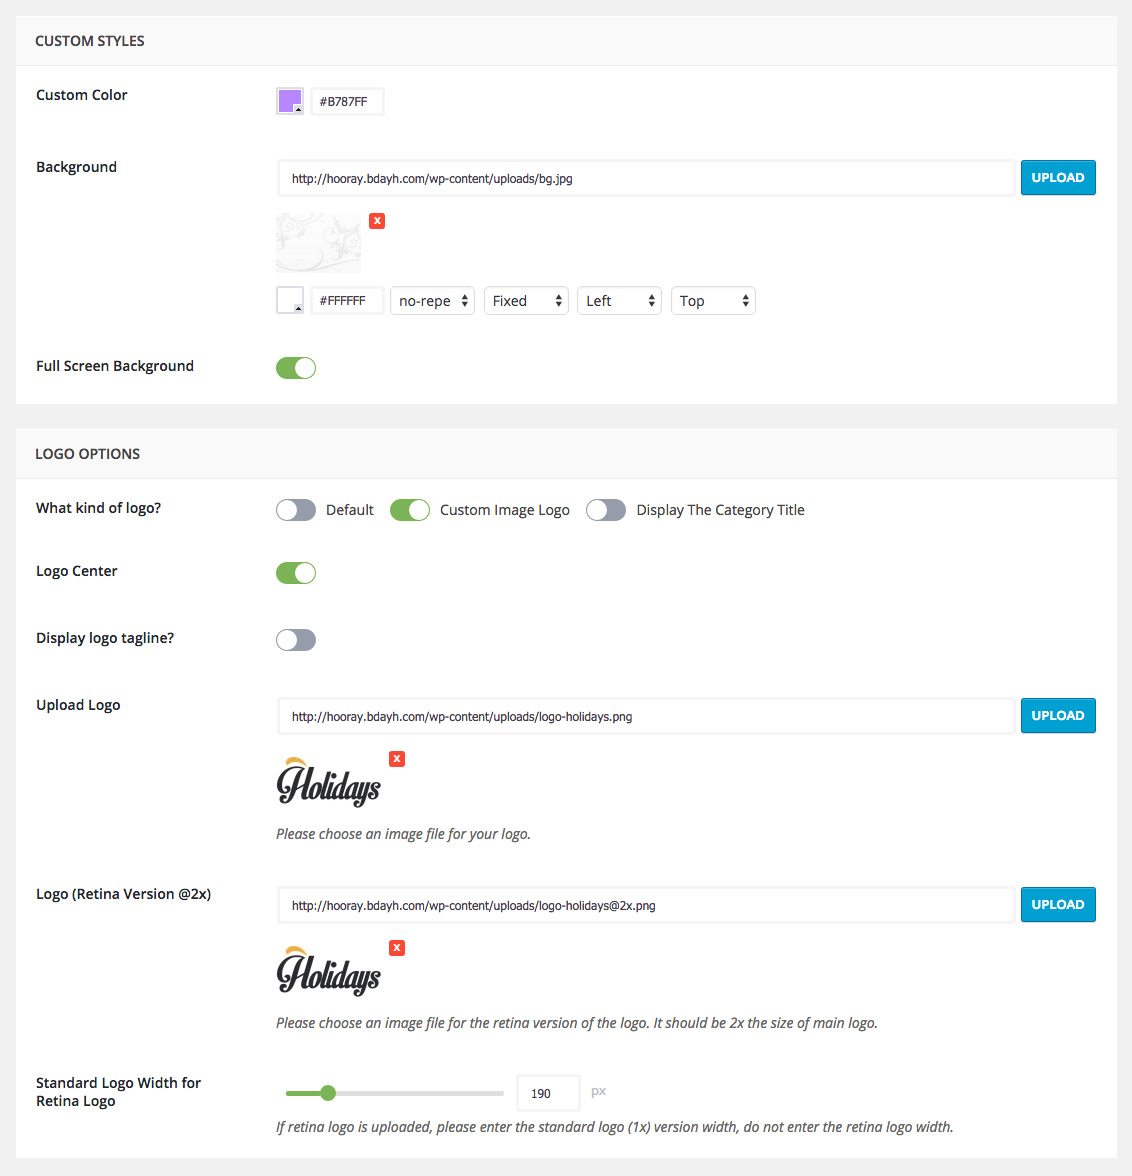 CUSTOM STYLES
Custom Color
#B787FF
Background
http://hooray.bdayh.com/wp-content/uploads/bg.jpg
UPLOAD
x
#FFFFFF no-repe Fixed Left Top
Full Screen Background
LOGO OPTIONS
What kind of logo? Default Custom Image Logo Display The Category Title
Logo Center
Display logo tagline?
Upload Logo
http://hooray.bdayh.com/wp-content/uploads/logo-holidays.png
UPLOAD
Holidays
x
Please choose an image file for your logo.
Logo (Retina Version @2x)
http://hooray.bdayh.com/wp-content/uploads/logo-holidays@2x.png
UPLOAD
Holidays
x
Please choose an image file for the retina version of the logo. It should be 2x the size of main logo.
Standard Logo Width for
Retina Logo
190 px
If retina logo is uploaded, please enter the standard logo (1x) version width, do not enter the retina logo width.